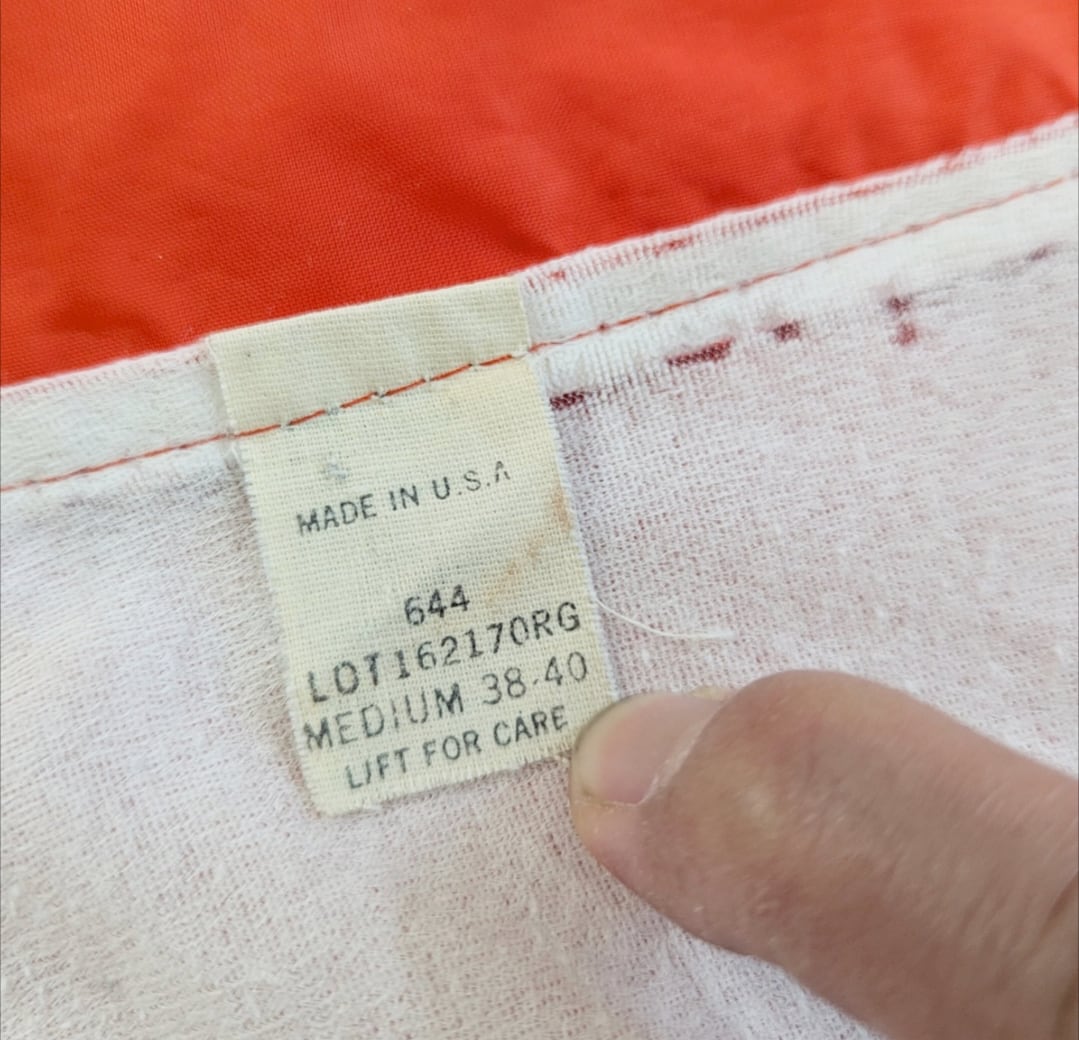 MADE IN U.S.A
644
LOT162170RG
MEDIUM 38-40
LIFT FOR CARE